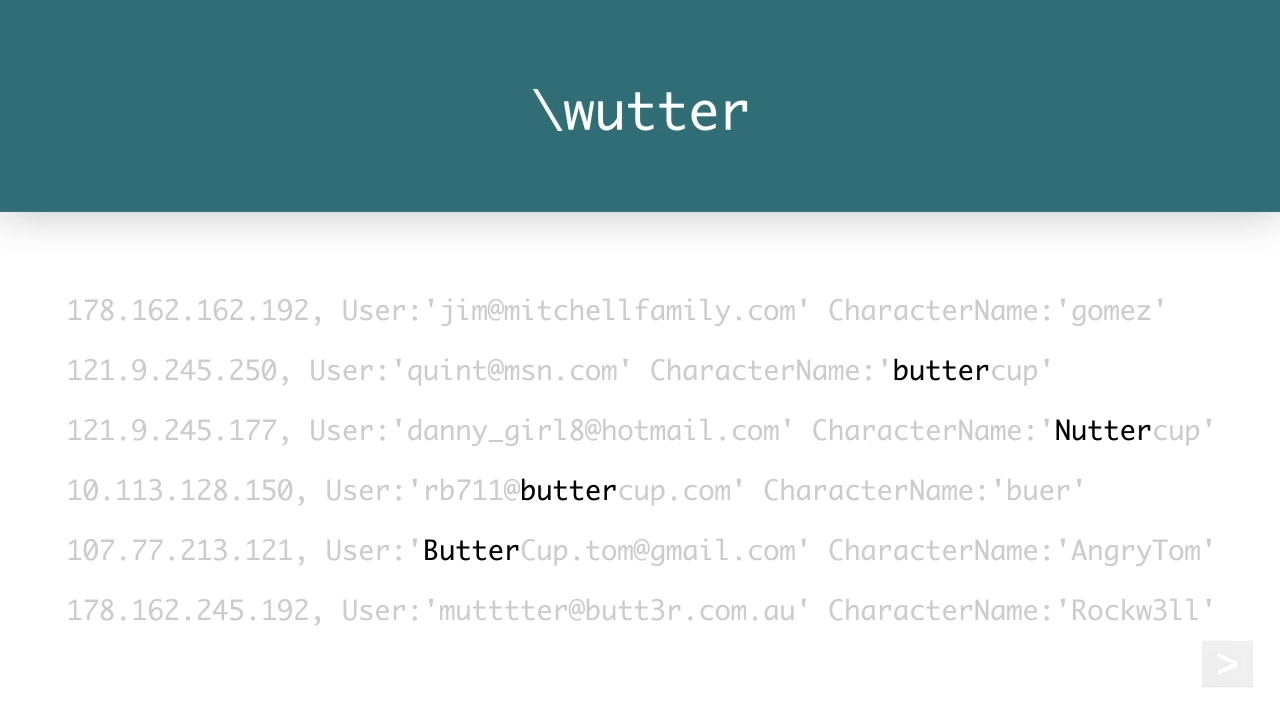 \wutter
178.162.162.192, User:'jim@mitchellfamily.com' CharacterName:'gomez'
121.9.245.250, User:'quint@msn.com' CharacterName:'buttercup'
121.9.245.177, User:'danny_girl8@hotmail.com' CharacterName:'Nuttercup'
10.113.128.150, User:'rb711@buttercup.com' CharacterName:'buer'
107.77.213.121, User:'ButterCup.tom@gmail.com' CharacterName:'AngryTom'
178.162.245.192, User:'mutttter@butt3r.com.au' CharacterName:'Rockw3ll'
>